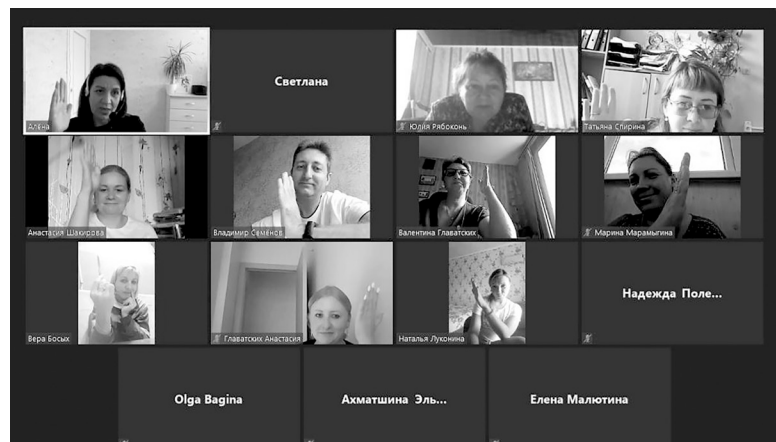 Алёна
Светлана
Юлия Рябоконь
Татьяна Спирина
Анастасия Шакирова
Владимир Семёнов
Валентина Главатских
Марина Марамыгина
Вера Босых
Главатских Анастасия
Наталья Луконина
Надежда Поле...
Olga Bagina
Ахматшина Эль...
Елена Малютина